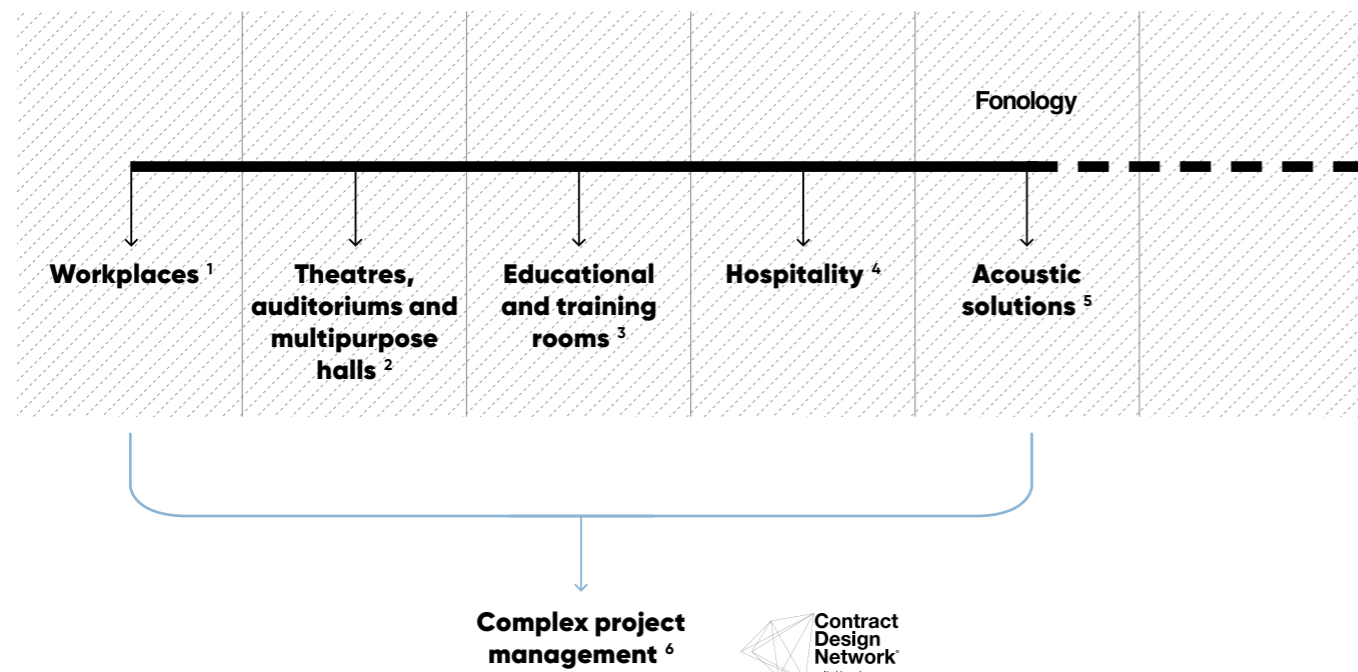 Fonology
Workplaces 1
Theatres,
auditoriums and
multipurpose
halls 2
Educational
and training
rooms 3
Hospitality 4
Acoustic
solutions 5
Complex project
management 6
Contract
Design
Network®